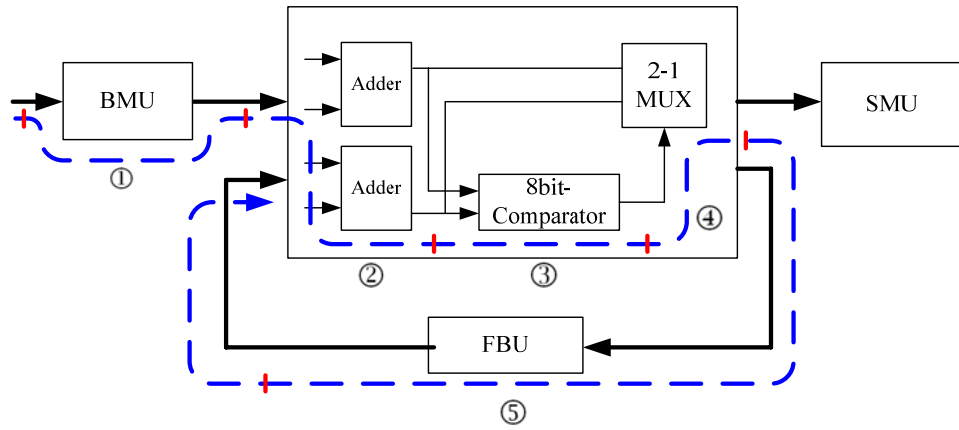 BMU
Adder
Adder
2-1
MUX
8bit-
Comparator
SMU
FBU
①
②
③
④
⑤